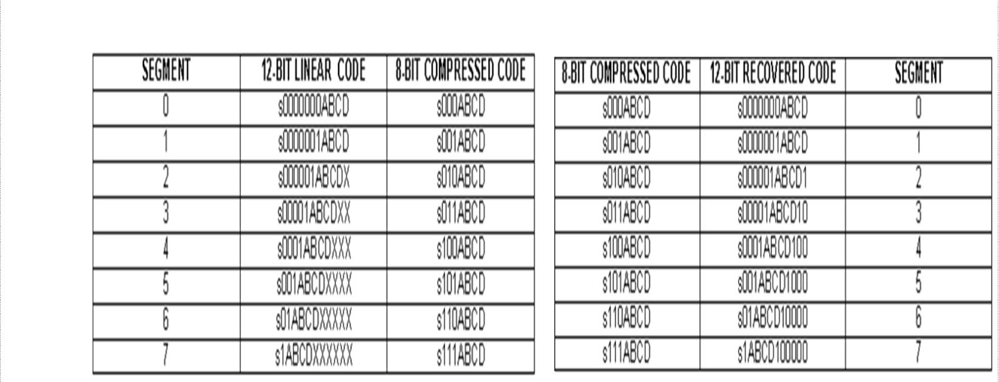 SEGMENT 12-BIT LINEAR CODE 8-BIT COMPRESSED CODE
0 s0000000ABCD s000ABCD
1 s0000001ABCD s001ABCD
2 s000001ABCDX s010ABCD
3 s00001ABCDXX s011ABCD
4 s0001ABCDXXX s100ABCD
5 s001ABCDXXXX s101ABCD
6 s01ABCDXXXXX s110ABCD
7 s1ABCDXXXXXX s111ABCD
8-BIT COMPRESSED CODE 12-BIT RECOVERED CODE SEGMENT
s000ABCD s0000000ABCD 0
s001ABCD s0000001ABCD 1
s010ABCD s000001ABCD1 2
s011ABCD s00001ABCD10 3
s100ABCD s0001ABCD100 4
s101ABCD s001ABCD1000 5
s110ABCD s01ABCD10000 6
s111ABCD s1ABCD100000 7